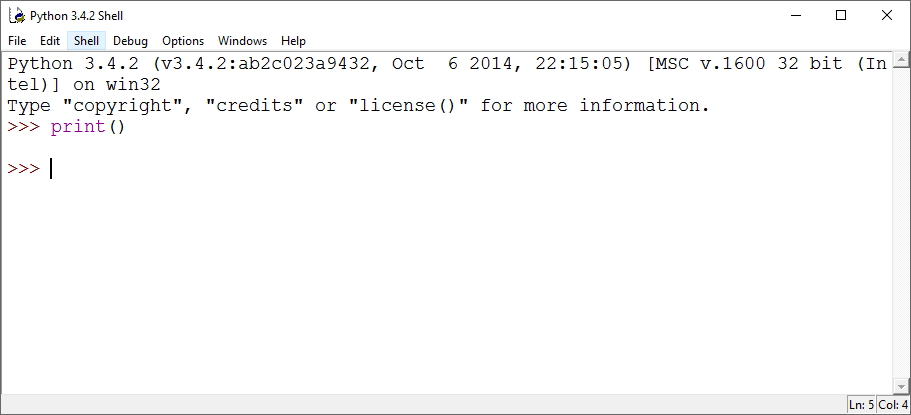 Python 3.4.2 Shell
File Edit Shell Debug Options Windows Help
Python 3.4.2 (v3.4.2:ab2c023a9432, Oct  6 2014, 22:15:05) [MSC v.1600 32 bit (In
tel)] on win32
Type "copyright", "credits" or "license()" for more information.
>>> print()
>>>
Ln: 5 Col: 4